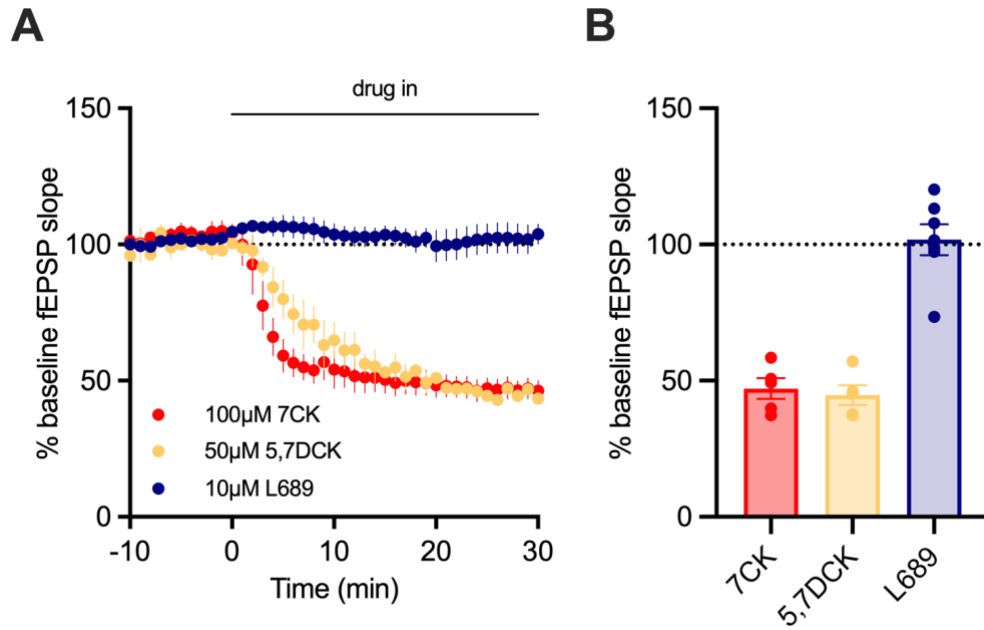 A
B
drug in
% baseline fEPSP slope
150
100
50
0
100µM 7CK
50µM 5,7DCK
10µM L689
-10
0
10
20
30
Time (min)
% baseline fEPSP slope
150
100
50
0
7CK
5,7DCK
L689